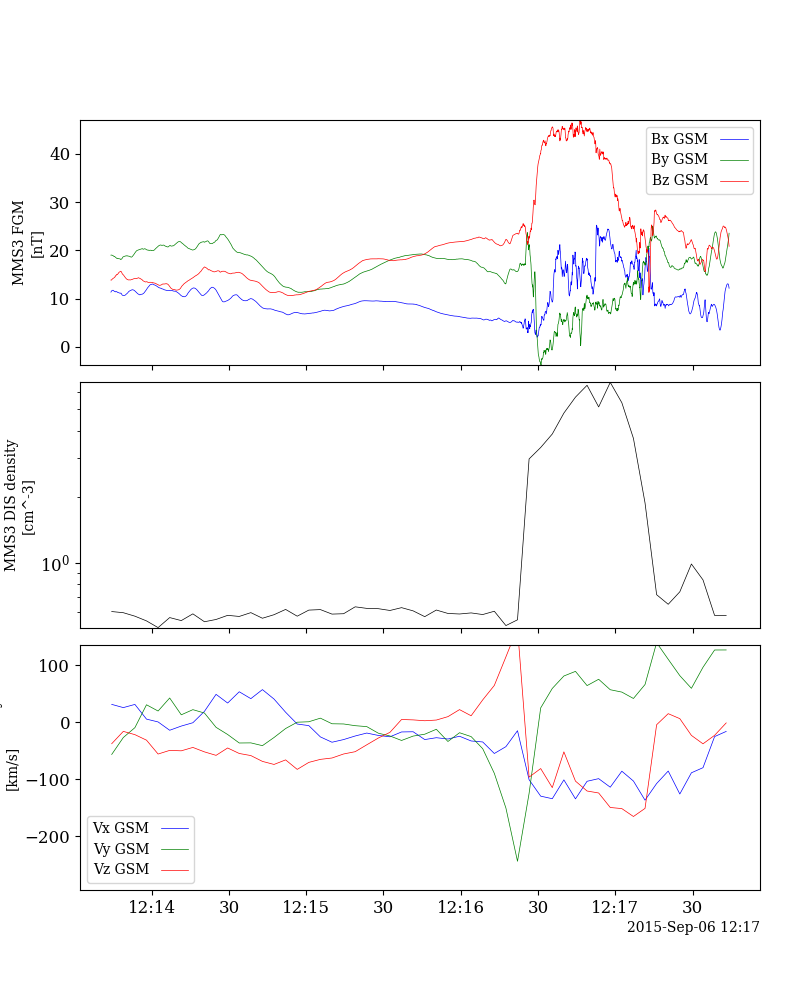 40
30
20
10
0
MMS3 FGM
[nT]
Bx GSM
By GSM
Bz GSM
MMS3 DIS density
[cm^-3]
10⁰
100
0
−100
−200
[km/s]
Vx GSM
Vy GSM
Vz GSM
12:14 30 12:15 30 12:16 30 12:17 30
2015-Sep-06 12:17